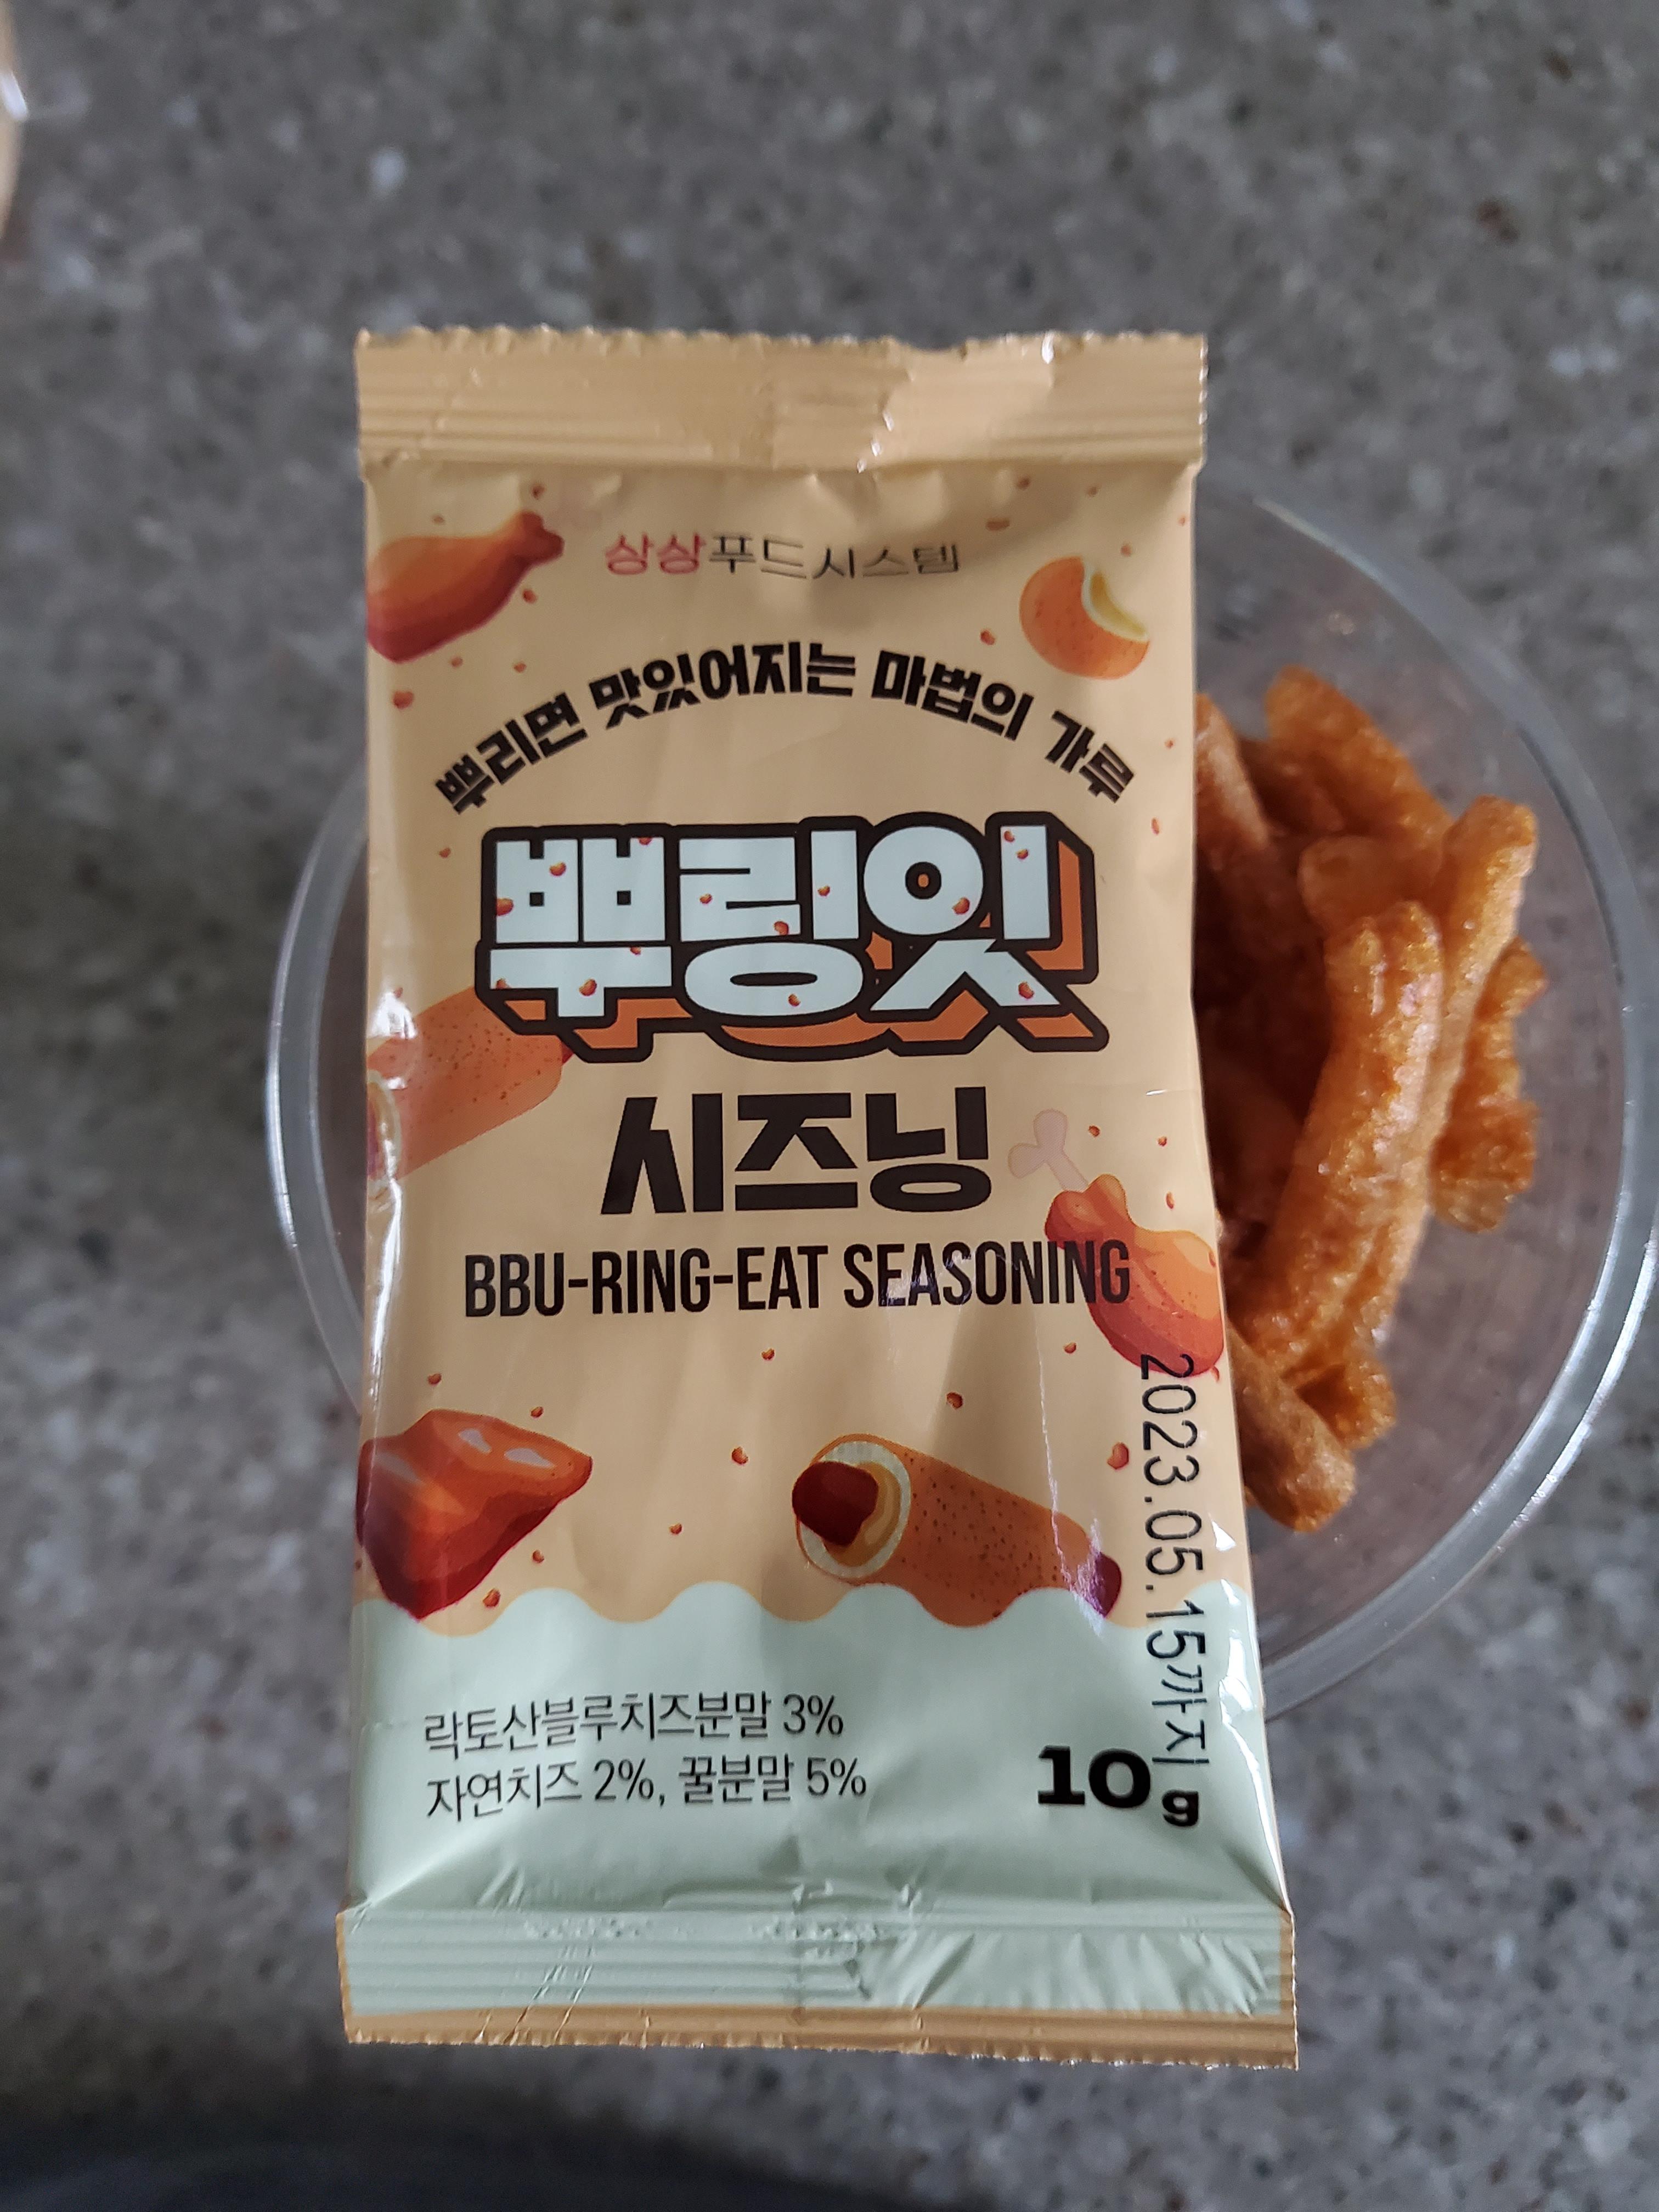 상상푸드시스템
뿌리면 맛있어지는 마법의 가루
뿌링잇
시즈닝
BBU-RING-EAT SEASONING
2023.05.15까지
락토산블루치즈분말 3%
자연치즈 2%, 꿀분말 5%
10g